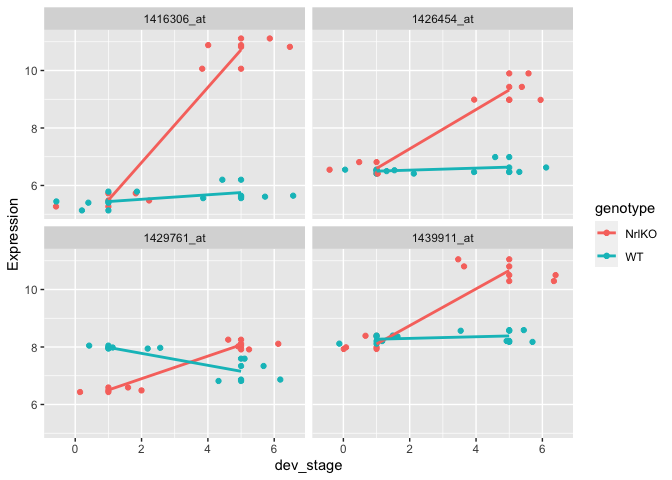 1416306_at 1426454_at
10
8
6
Expression
genotype
NrlKO
WT
1429761_at 1439911_at
10
8
6
0 2 4 6 0 2 4 6
dev_stage